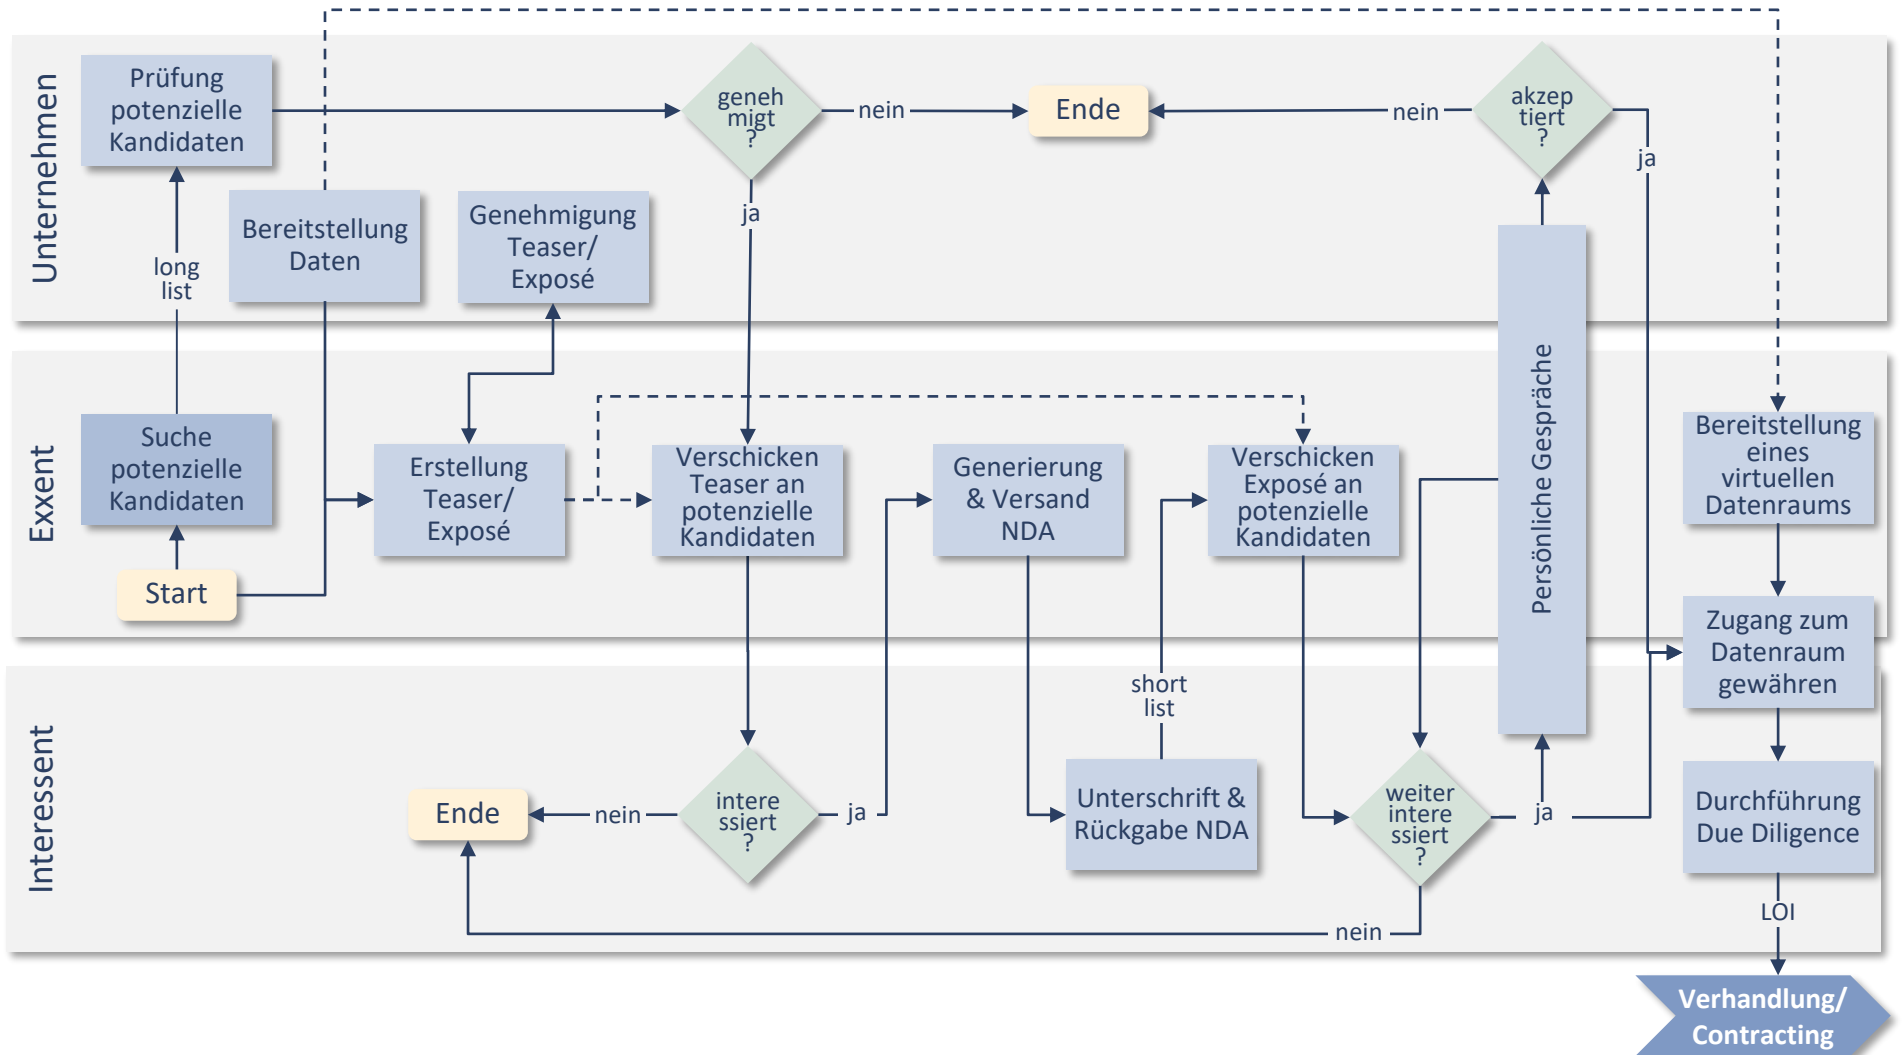 Unternehmen
Prüfung
potenzielle
Kandidaten
geneh
migt
?
nein
Ende
nein
akzep
tiert
?
ja
ja
long
list
Bereitstellung
Daten
Genehmigung
Teaser/
Exposé
Exxent
Suche
potenzielle
Kandidaten
Start
Erstellung
Teaser/
Exposé
Verschicken
Teaser an
potenzielle
Kandidaten
Generierung
& Versand
NDA
Verschicken
Exposé an
potenzielle
Kandidaten
Persönliche Gespräche
Bereitstellung
eines
virtuellen
Datenraums
Zugang zum
Datenraum
gewähren
Interessent
Ende
nein
intere
ssiert
?
ja
short
list
Unterschrift &
Rückgabe NDA
weiter
intere
ssiert
?
ja
nein
Durchführung
Due Diligence
LOI
Verhandlung/
Contracting